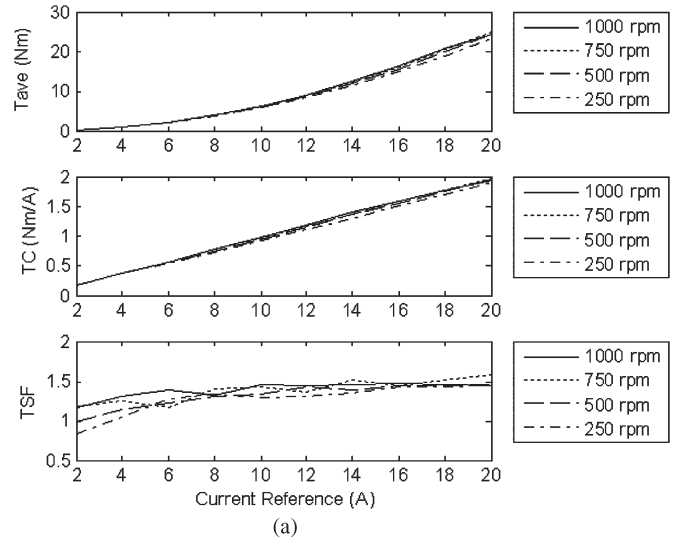 Tave (Nm)
30
20
10
0
2 4 6 8 10 12 14 16 18 20
1000 rpm
750 rpm
500 rpm
250 rpm
TC (Nm/A)
2
1.5
1
0.5
0
2 4 6 8 10 12 14 16 18 20
1000 rpm
750 rpm
500 rpm
250 rpm
TSF
2
1.5
1
0.5
2 4 6 8 10 12 14 16 18 20
Current Reference (A)
1000 rpm
750 rpm
500 rpm
250 rpm
(a)